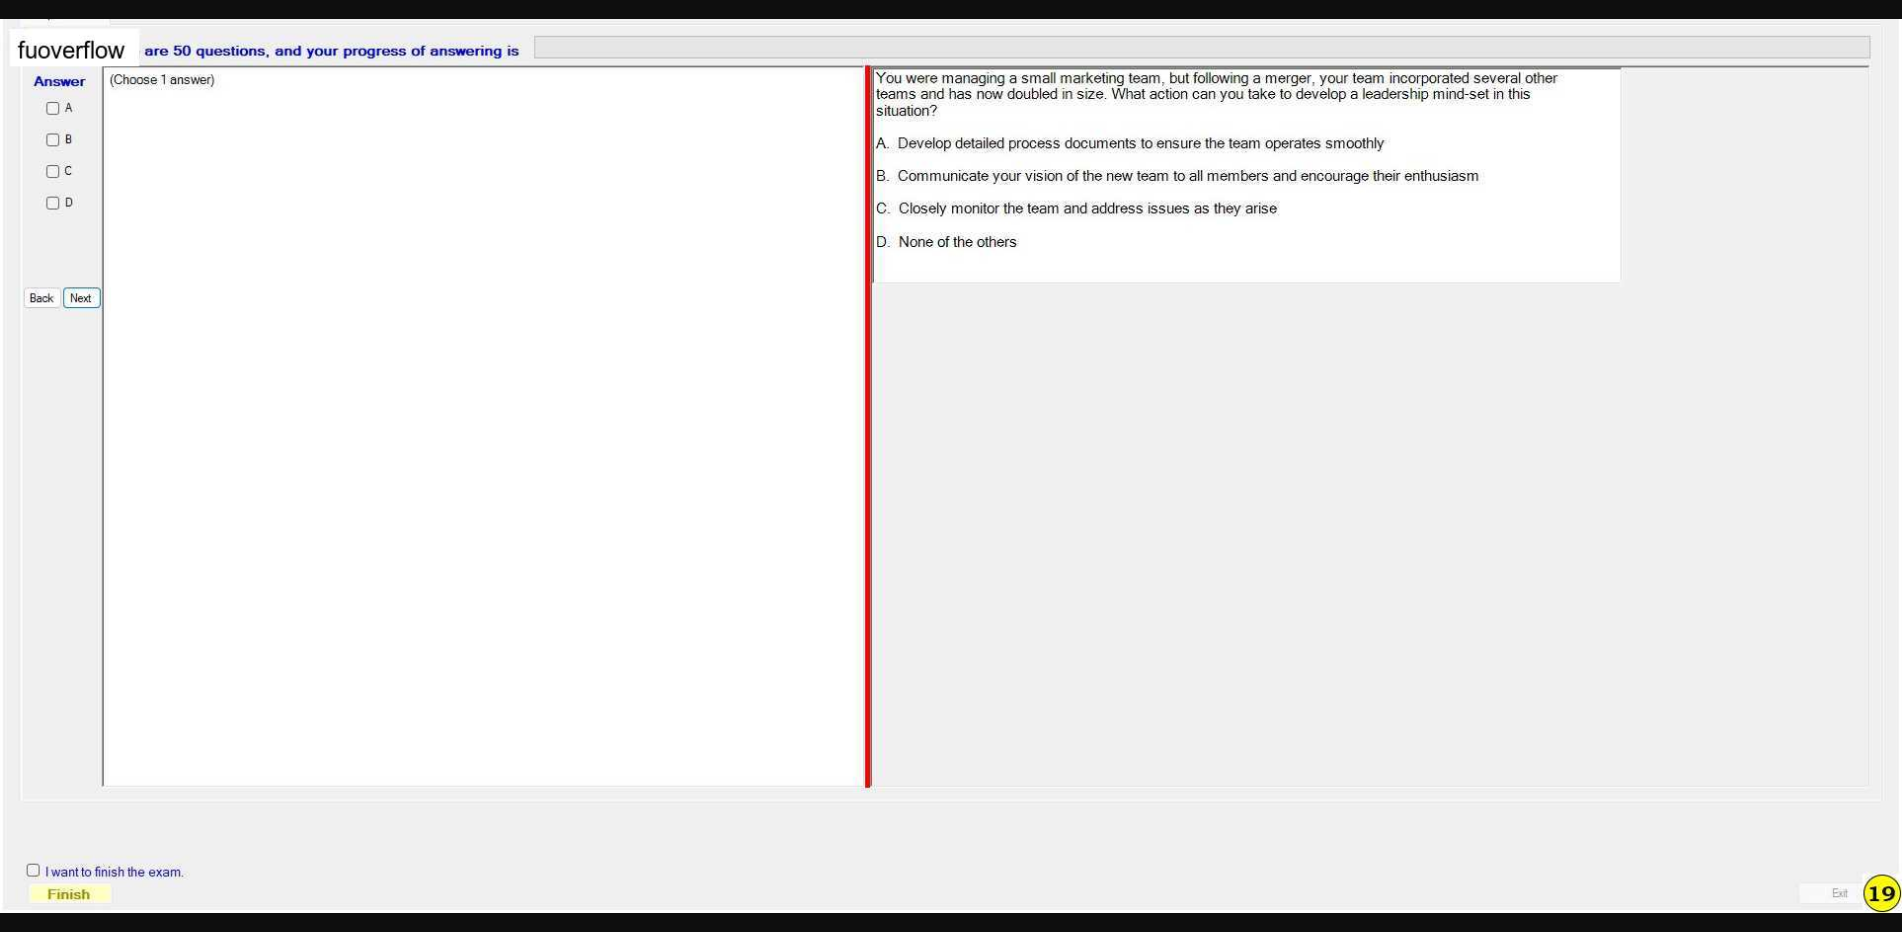 fuoverflow are 50 questions, and your progress of answering is
Answer
(Choose 1 answer)
A
B
C
D
Back Next
You were managing a small marketing team, but following a merger, your team incorporated several other
teams and has now doubled in size. What action can you take to develop a leadership mind-set in this
situation?
A. Develop detailed process documents to ensure the team operates smoothly
B. Communicate your vision of the new team to all members and encourage their enthusiasm
C. Closely monitor the team and address issues as they arise
D. None of the others
I want to finish the exam.
Finish
Exit 19